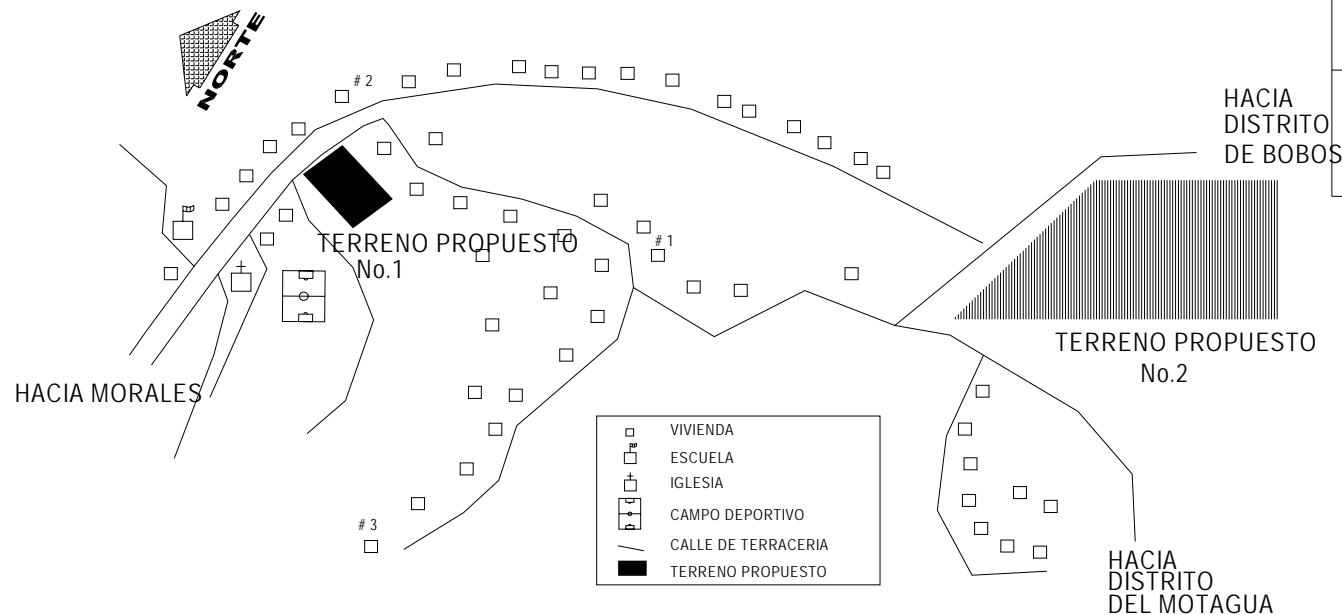 NORTE
# 2
HACIA
DISTRITO
DE BOBOS
# 1
TERRENO PROPUESTO
No.1
TERRENO PROPUESTO
No.2
HACIA MORALES
VIVIENDA
ESCUELA
IGLESIA
CAMPO DEPORTIVO
CALLE DE TERRACERIA
TERRENO PROPUESTO
# 3
HACIA
DISTRITO
DEL MOTAGUA